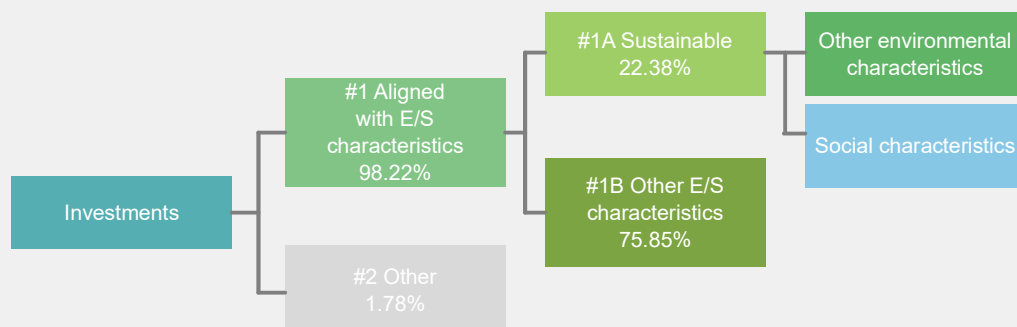 Investments
#1 Aligned
with E/S
characteristics
98.22%
#2 Other
1.78%
#1A Sustainable
22.38%
#1B Other E/S
characteristics
75.85%
Other environmental
characteristics
Social characteristics